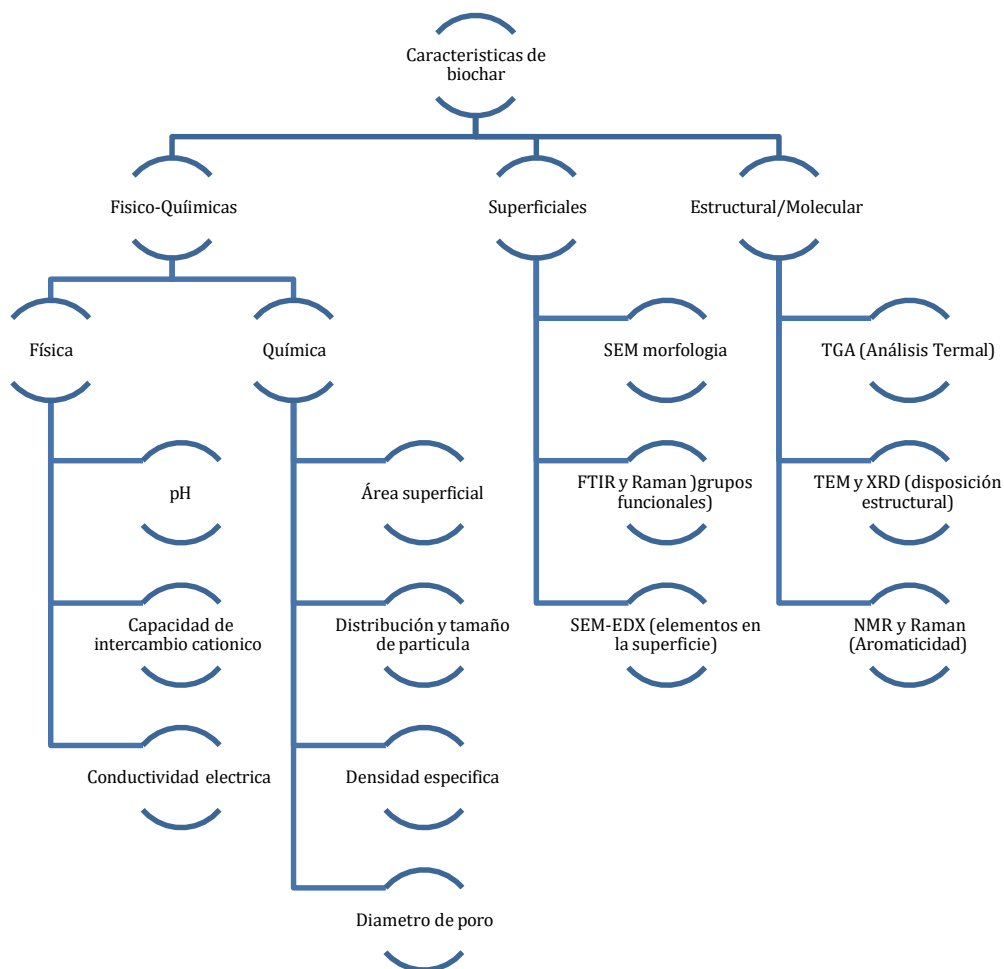 Caracteristicas de
biochar
Fisico-Quíimicas
Superficiales
Estructural/Molecular
Física
Química
SEM morfologia
TGA (Análisis Termal)
pH
Área superficial
FTIR y Raman )grupos
funcionales)
TEM y XRD (disposición
estructural)
Capacidad de
intercambio cationico
Distribución y tamaño
de particula
SEM-EDX (elementos en
la superficie)
NMR y Raman
(Aromaticidad)
Conductividad electrica
Densidad especifica
Diametro de poro